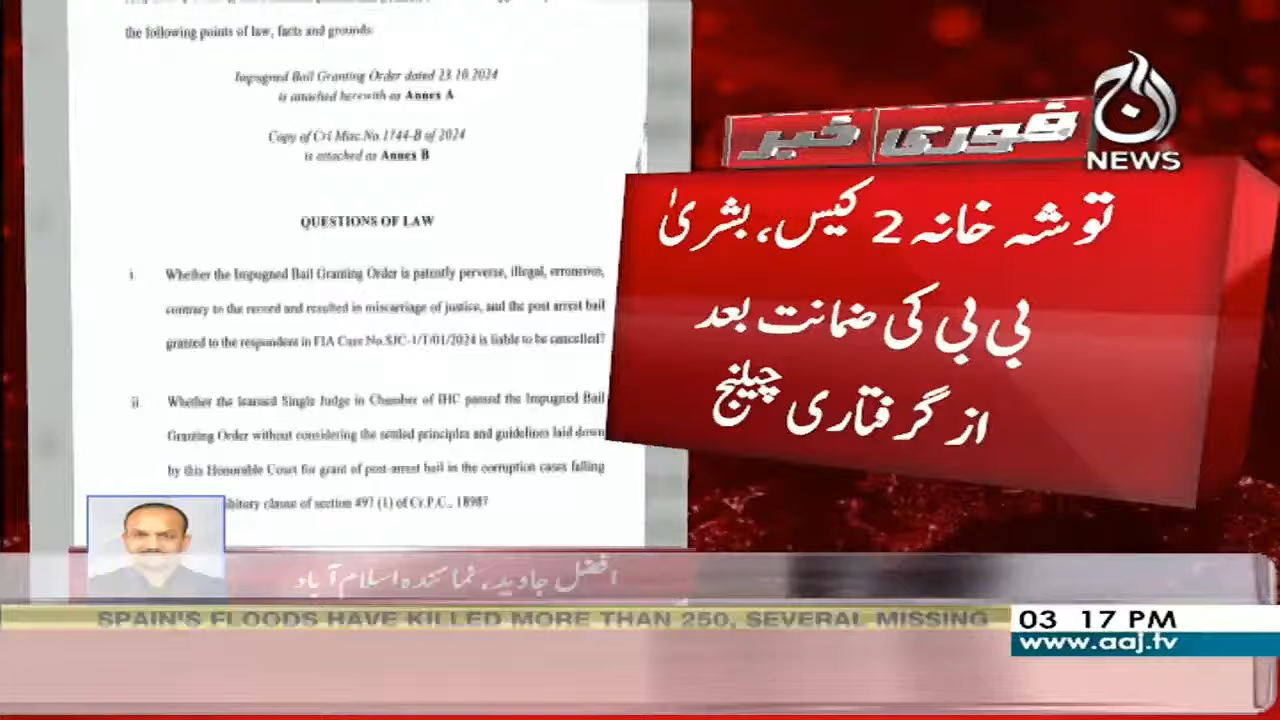 the following points of law, facts and grounds:
Impugned Bail Granting Order dated 23.10.2024
is attached herewith as Annex A
Copy of Crl Misc.No.1744-B of 2024
is attached as Annex B
QUESTIONS OF LAW
i. Whether the Impugned Bail Granting Order is patently perverse, illegal, erroneous,
contrary to the record and resulted in miscarriage of justice, and the post arrest bail
granted to the respondent in FIA Case No.SJC-1/T/01/2024 is liable to be cancelled?
ii. Whether the learned Single Judge in Chamber of IHC passed the Impugned Bail
Granting Order without considering the settled principles and guidelines laid down
by this Honorable Court for grant of post-arrest bail in the corruption cases falling
clause of section 497 (1) of Cr.P.C., 1898?
آج
NEWS
فوری خبر
توشہ خانہ 2 کیس، بشریٰ
بی بی کی ضمانت بعد
از گرفتاری چیلنج
افضل جاوید، نمائندہ اسلام آباد
SPAIN'S FLOODS HAVE KILLED MORE THAN 250, SEVERAL MISSING
03 17 PM
www.aaj.tv